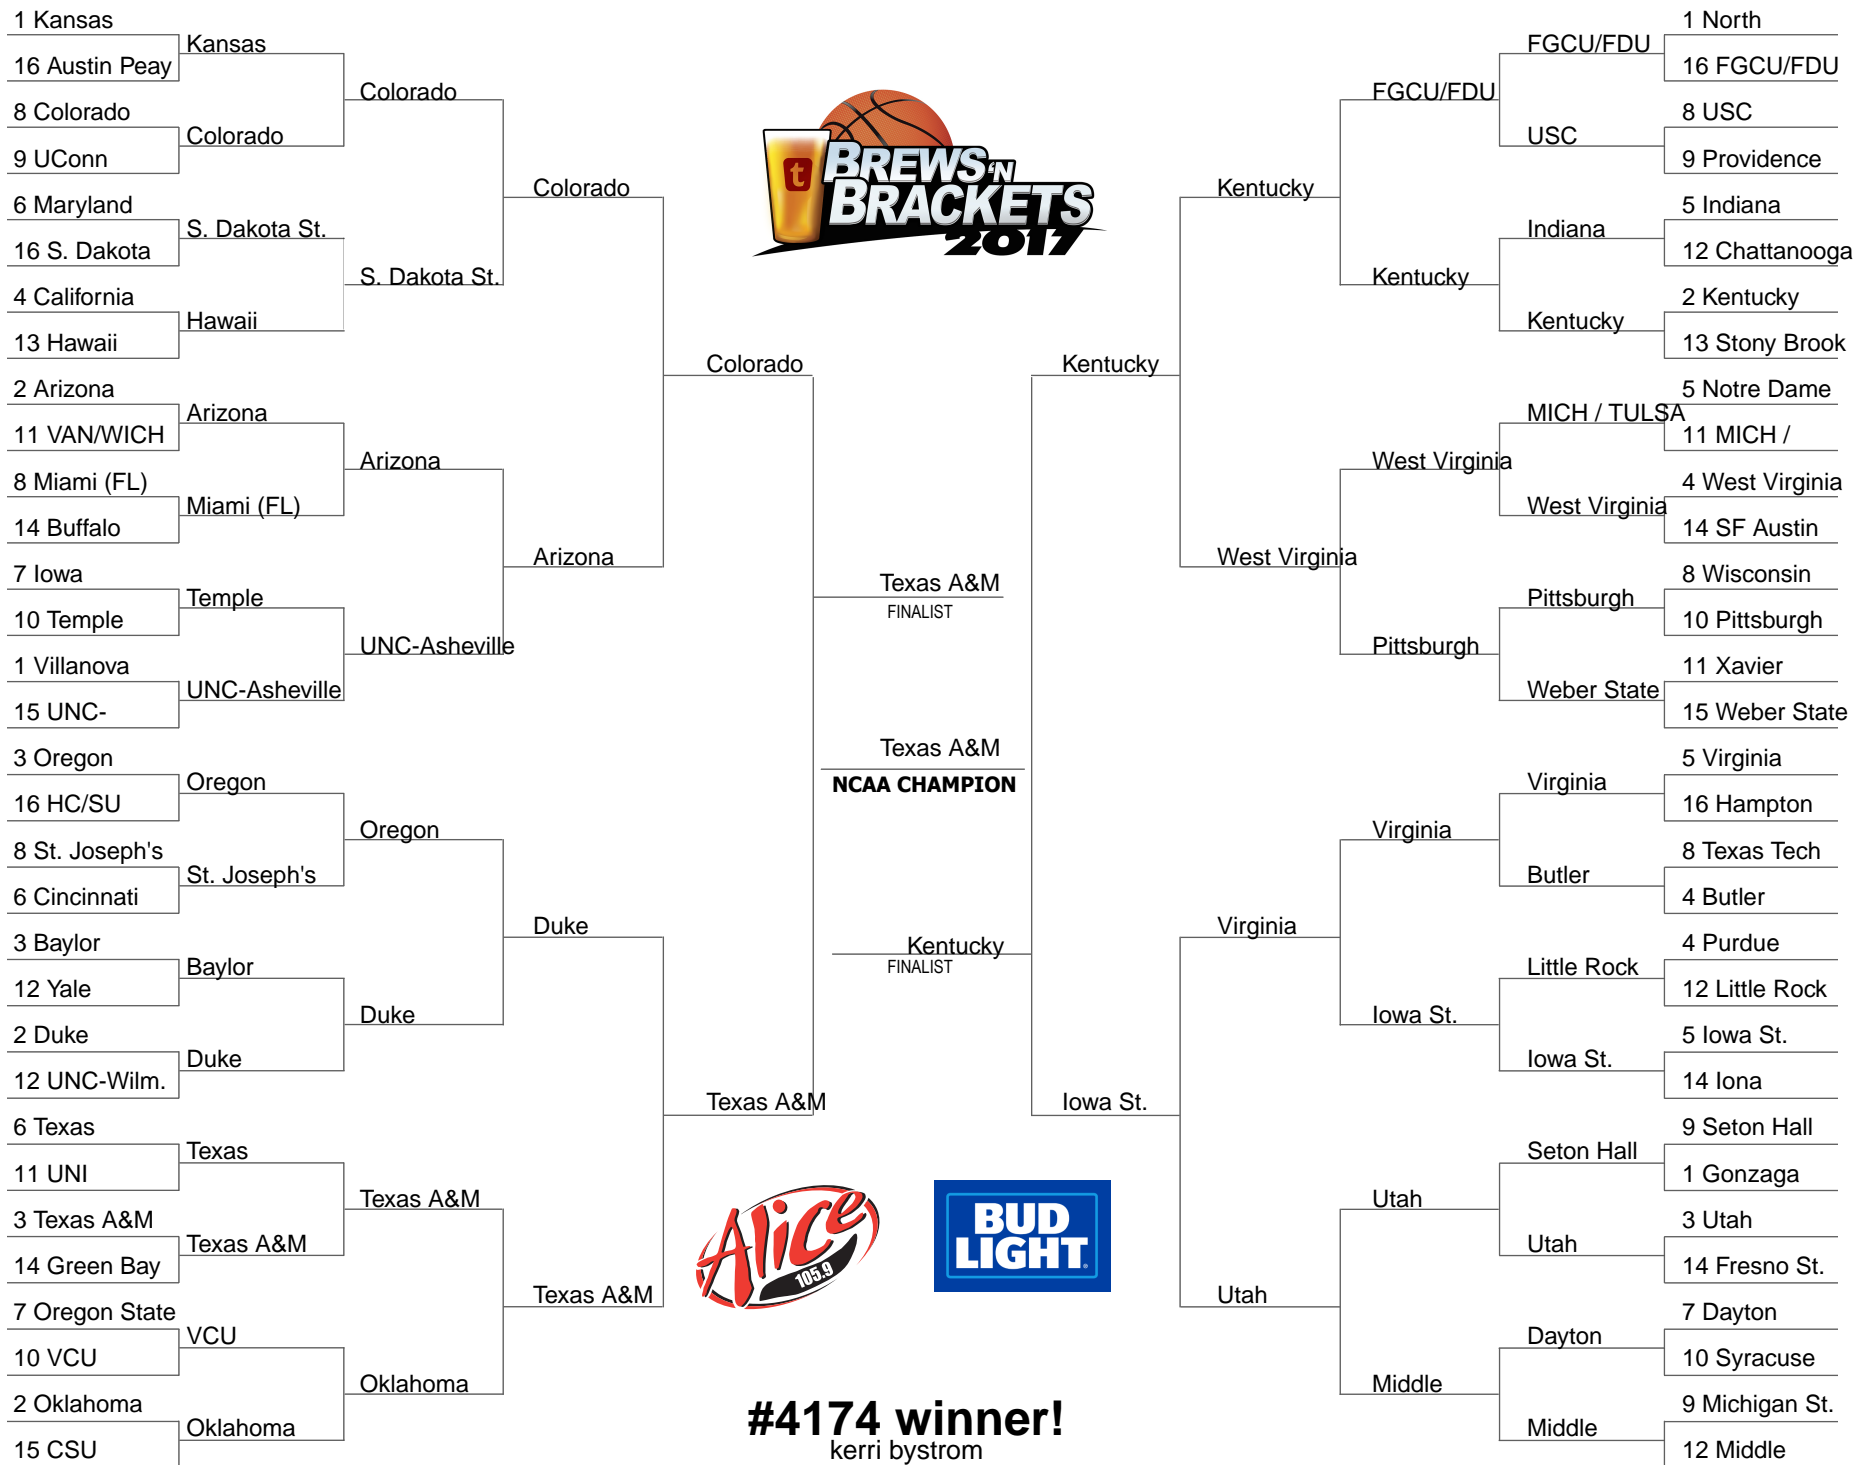 1 Kansas
16 Austin Peay
8 Colorado
9 UConn
6 Maryland
16 S. Dakota
4 California
13 Hawaii
2 Arizona
11 VAN/WICH
8 Miami (FL)
14 Buffalo
7 Iowa
10 Temple
1 Villanova
15 UNC-
3 Oregon
16 HC/SU
8 St. Joseph's
6 Cincinnati
3 Baylor
12 Yale
2 Duke
12 UNC-Wilm.
6 Texas
11 UNI
3 Texas A&M
14 Green Bay
7 Oregon State
10 VCU
2 Oklahoma
15 CSU
Kansas
Colorado
S. Dakota St.
Hawaii
Arizona
Miami (FL)
Temple
UNC-Asheville
Oregon
St. Joseph's
Baylor
Duke
Texas
Texas A&M
VCU
Oklahoma
Colorado
S. Dakota St.
Arizona
UNC-Asheville
Oregon
Duke
Texas A&M
Oklahoma
Colorado
Arizona
Duke
Texas A&M
Colorado
Texas A&M
t
BREWS 'N
BRACKETS
2017
Texas A&M
FINALIST
Texas A&M
NCAA CHAMPION
Kentucky
FINALIST
Alice
105.9
BUD
LIGHT
#4174 winner!
kerri bystrom
Kentucky
Iowa St.
Kentucky
West Virginia
Virginia
Utah
FGCU/FDU
Kentucky
West Virginia
Pittsburgh
Virginia
Iowa St.
Utah
Middle
FGCU/FDU
USC
Indiana
Kentucky
MICH / TULSA
West Virginia
Pittsburgh
Weber State
Virginia
Butler
Little Rock
Iowa St.
Seton Hall
Utah
Dayton
Middle
1 North
16 FGCU/FDU
8 USC
9 Providence
5 Indiana
12 Chattanooga
2 Kentucky
13 Stony Brook
5 Notre Dame
11 MICH /
4 West Virginia
14 SF Austin
8 Wisconsin
10 Pittsburgh
11 Xavier
15 Weber State
5 Virginia
16 Hampton
8 Texas Tech
4 Butler
4 Purdue
12 Little Rock
5 Iowa St.
14 Iona
9 Seton Hall
1 Gonzaga
3 Utah
14 Fresno St.
7 Dayton
10 Syracuse
9 Michigan St.
12 Middle